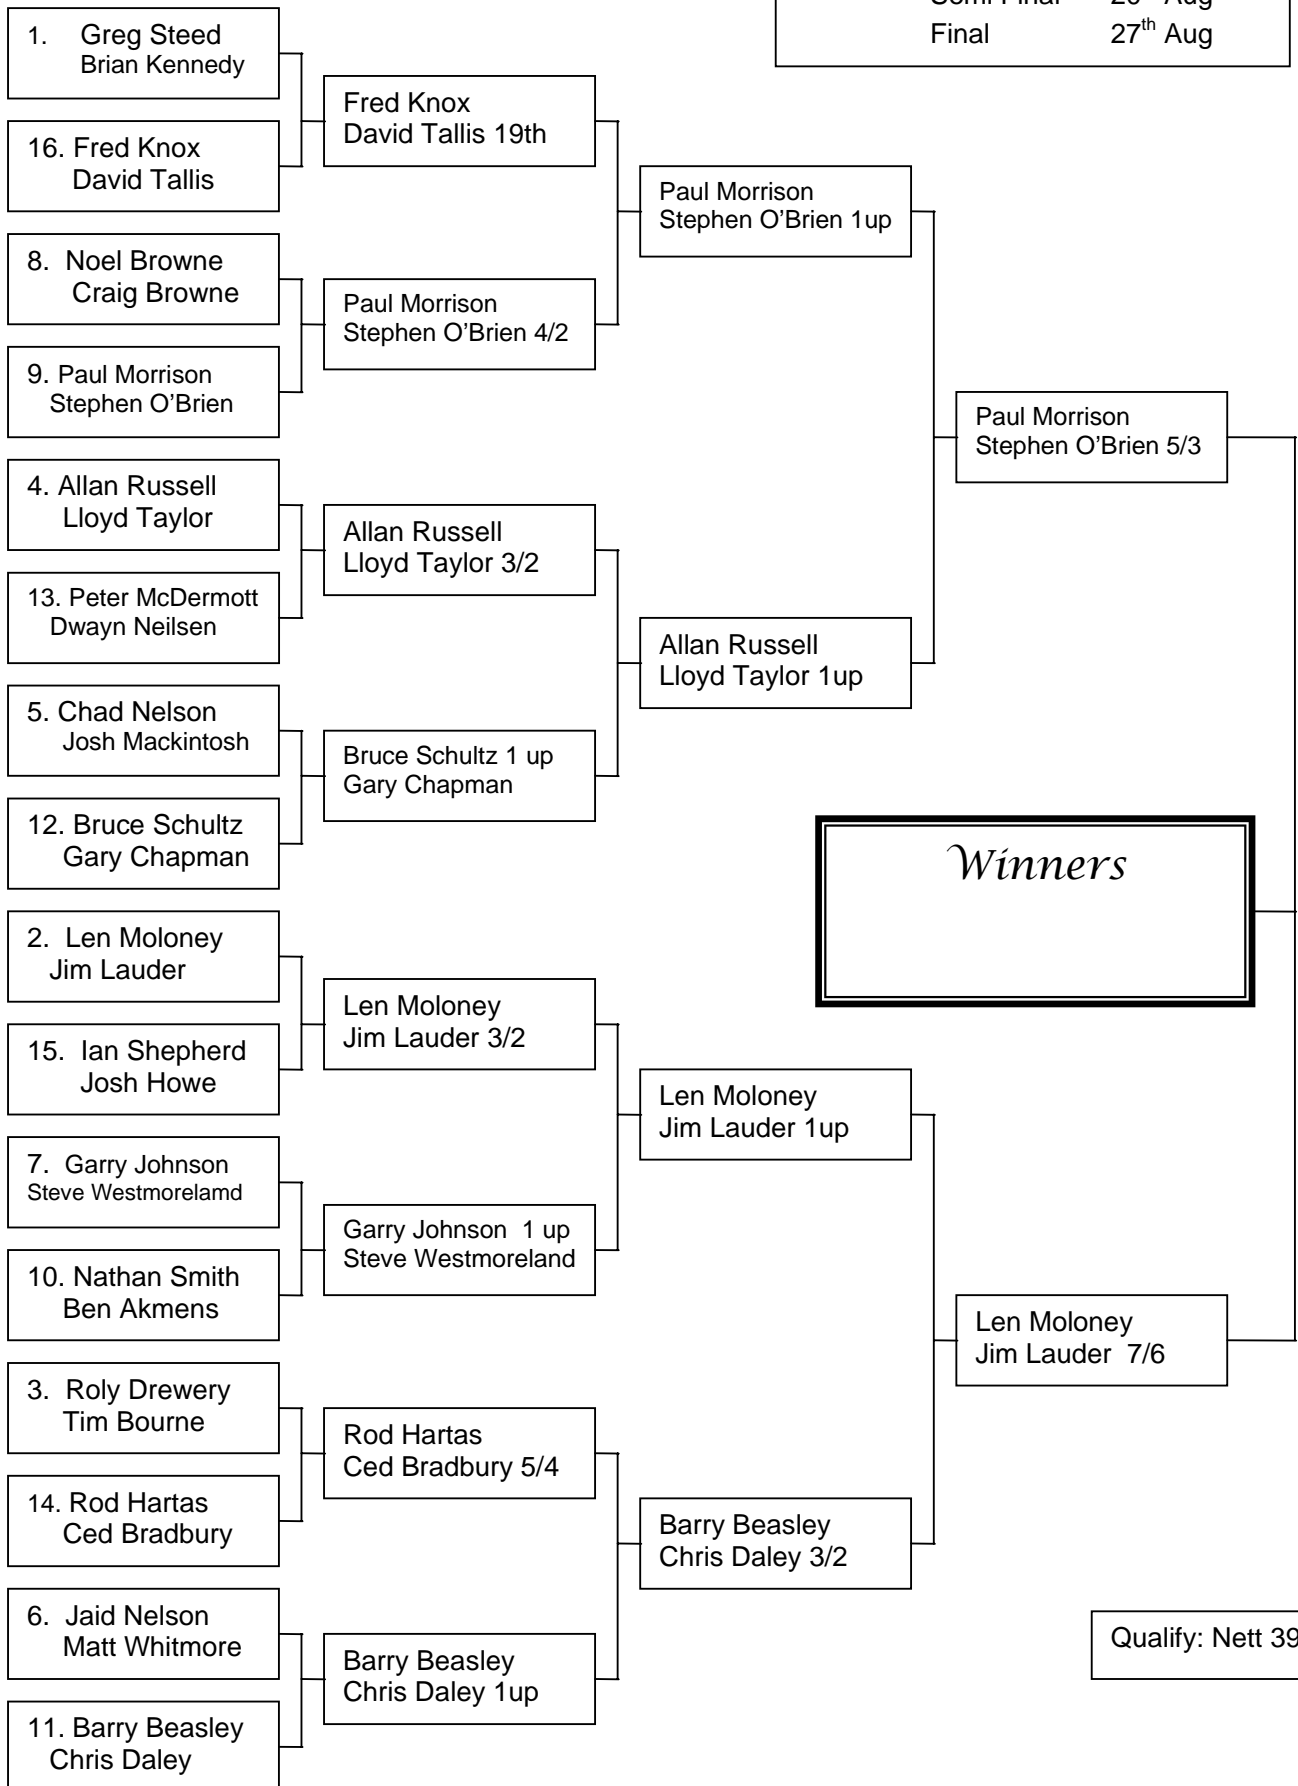 Semi Final 20th Aug
Final 27th Aug
1. Greg Steed
Brian Kennedy
16. Fred Knox
David Tallis
8. Noel Browne
Craig Browne
9. Paul Morrison
Stephen O’Brien
4. Allan Russell
Lloyd Taylor
13. Peter McDermott
Dwayn Neilsen
5. Chad Nelson
Josh Mackintosh
12. Bruce Schultz
Gary Chapman
2. Len Moloney
Jim Lauder
15. Ian Shepherd
Josh Howe
7. Garry Johnson
Steve Westmorelamd
10. Nathan Smith
Ben Akmens
3. Roly Drewery
Tim Bourne
14. Rod Hartas
Ced Bradbury
6. Jaid Nelson
Matt Whitmore
11. Barry Beasley
Chris Daley
Fred Knox
David Tallis 19th
Paul Morrison
Stephen O’Brien 4/2
Allan Russell
Lloyd Taylor 3/2
Bruce Schultz 1 up
Gary Chapman
Len Moloney
Jim Lauder 3/2
Garry Johnson 1 up
Steve Westmoreland
Rod Hartas
Ced Bradbury 5/4
Barry Beasley
Chris Daley 1up
Paul Morrison
Stephen O’Brien 1up
Allan Russell
Lloyd Taylor 1up
Len Moloney
Jim Lauder 1up
Barry Beasley
Chris Daley 3/2
Paul Morrison
Stephen O’Brien 5/3
Len Moloney
Jim Lauder 7/6
Winners
Qualify: Nett 39